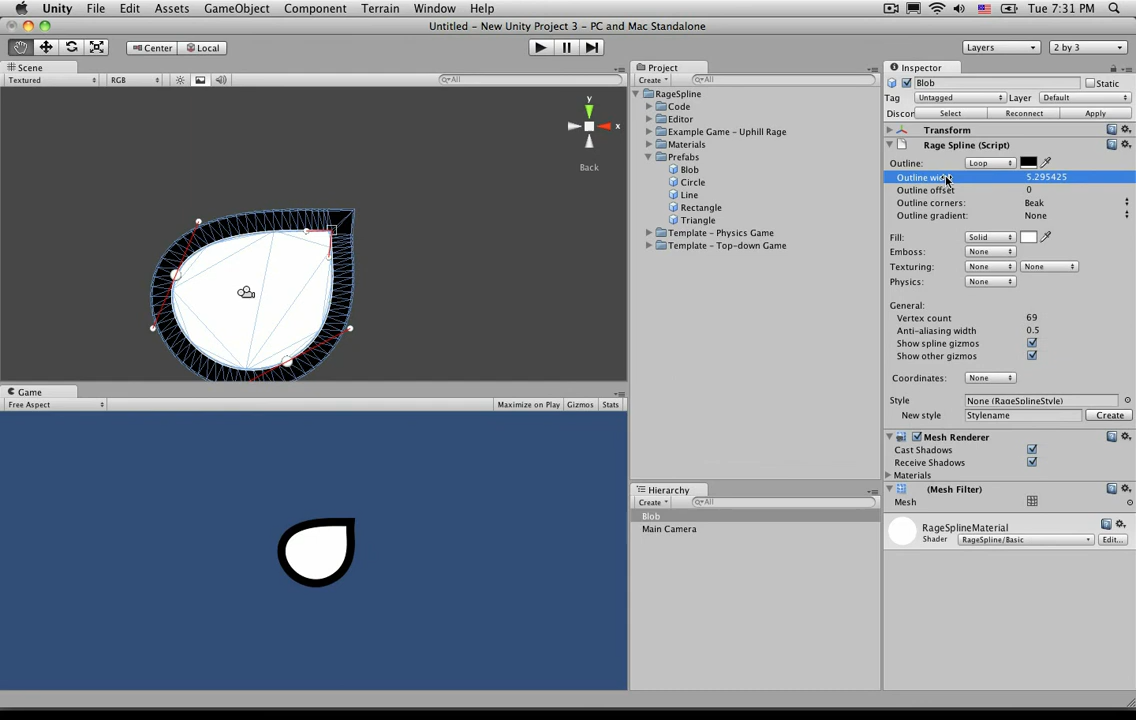 Unity File Edit Assets GameObject Component Terrain Window Help Tue 7:31 PM
Untitled - New Unity Project 3 - PC and Mac Standalone
Center Local Layers 2 by 3
Scene
Textured RGB All
y
x
Back
Game
Free Aspect Maximize on Play Gizmos Stats
Project
Create All
RageSpline
Code
Editor
Example Game - Uphill Rage
Materials
Prefabs
Blob
Circle
Line
Rectangle
Triangle
Template - Physics Game
Template - Top-down Game
Hierarchy
Create All
Blob
Main Camera
Inspector
Blob Static
Tag Untagged Layer Default
Discon Select Reconnect Apply
Transform
Rage Spline (Script)
Outline: Loop
Outline 5.295425
Outline offset 0
Outline corners: Beak
Outline gradient: None
Fill: Solid
Emboss: None
Texturing: None None
Physics: None
General:
Vertex count 69
Anti-aliasing width 0.5
Show spline gizmos
Show other gizmos
Coordinates: None
Style None (RageSplineStyle)
New style Stylename Create
Mesh Renderer
Cast Shadows
Receive Shadows
Materials
(Mesh Filter)
Mesh
RageSplineMaterial
Shader RageSpline/Basic Edit...